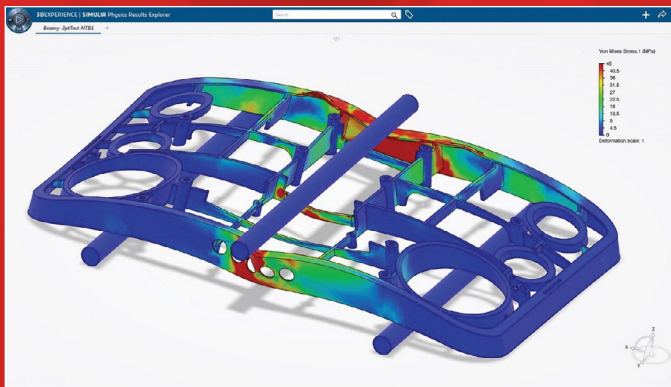 3DEXPERIENCE | SIMULIA Physics Results Explorer
Search
Beamy-3ptTest-NTB1
+
Von Mises Stress.1 (MPa)
45
40.5
36
31.5
27
22.5
18
13.5
9
4.5
0
Deformation scale: 1
Z
X
Y